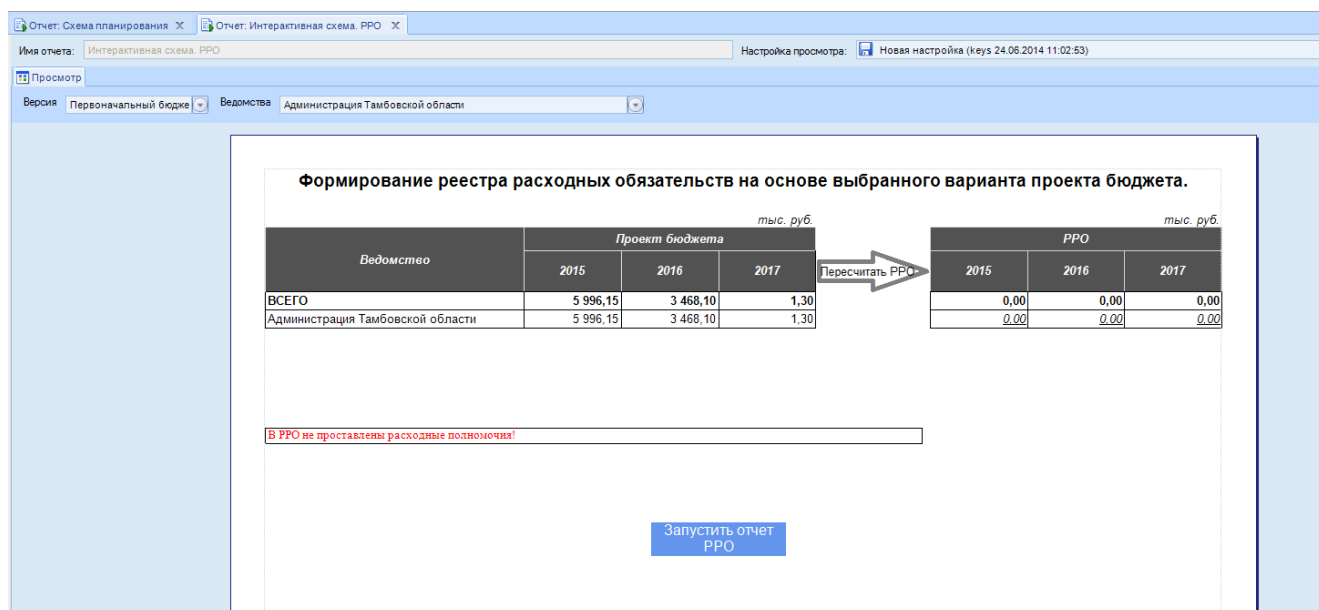 Отчет: Схема планирования X Отчет: Интерактивная схема. РРО X
Имя отчета: Интерактивная схема. РРО Настройка просмотра: Новая настройка (keys 24.06.2014 11:02:53)
Просмотр
Версия Первоначальный бюдже Ведомства Администрация Тамбовской области
Формирование реестра расходных обязательств на основе выбранного варианта проекта бюджета.
тыс. руб. тыс. руб.
Ведомство Проект бюджета РРО
2015 2016 2017 Пересчитать РРО 2015 2016 2017
ВСЕГО 5 996,15 3 468,10 1,30 0,00 0,00 0,00
Администрация Тамбовской области 5 996,15 3 468,10 1,30 0,00 0,00 0,00
В РРО не проставлены расходные полномочия!
Запустить отчет
РРО